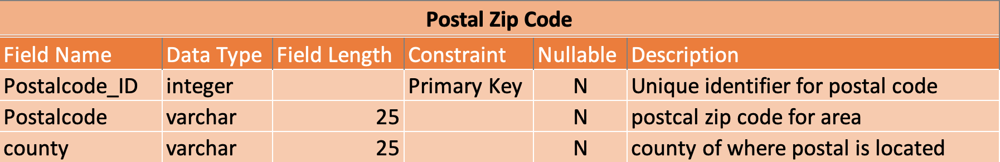 Postal Zip Code
Field Name Data Type Field Length Constraint Nullable Description
Postalcode_ID integer Primary Key N Unique identifier for postal code
Postalcode varchar 25 N postcal zip code for area
county varchar 25 N county of where postal is located